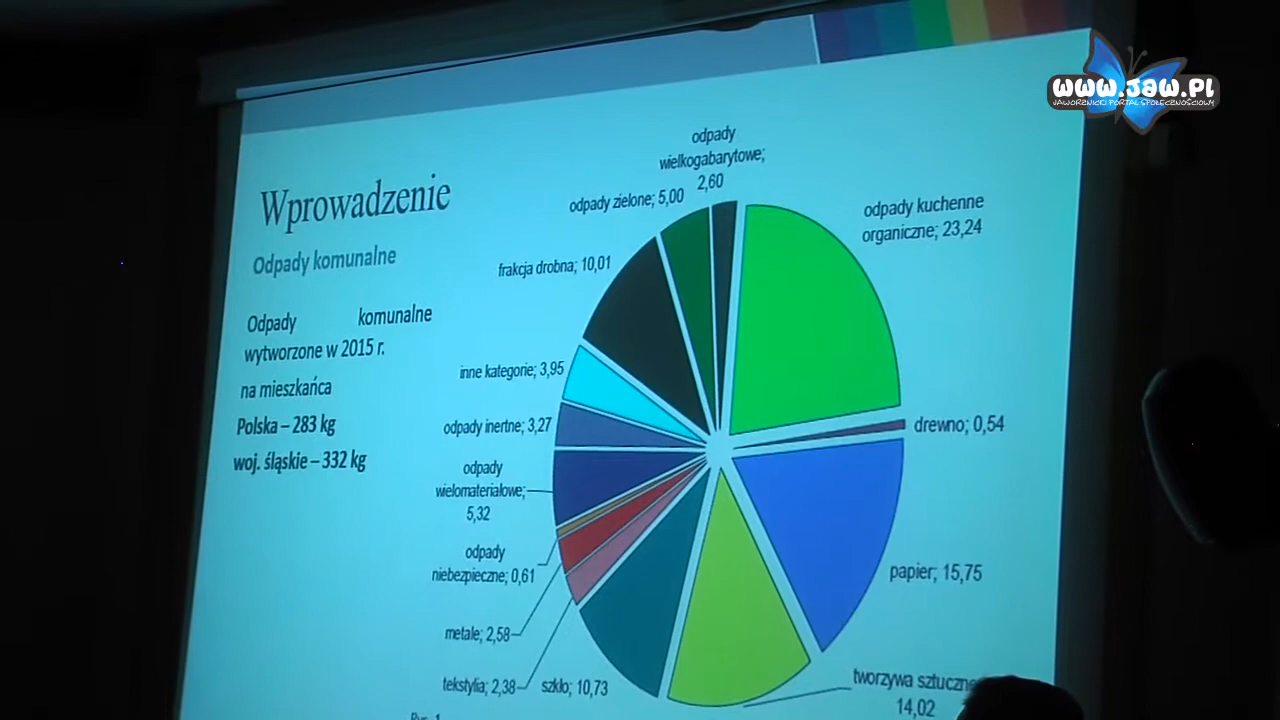 www.jaw.pl
JAWORZNICKI PORTAL SPOŁECZNOŚCIOWY
Wprowadzenie
Odpady komunalne
Odpady komunalne
wytworzone w 2015 r.
na mieszkańca
Polska – 283 kg
woj. śląskie – 332 kg
odpady
wielkogabarytowe;
2,60
odpady zielone; 5,00
odpady kuchenne
organiczne; 23,24
frakcja drobna; 10,01
inne kategorie; 3,95
odpady inertne; 3,27
drewno; 0,54
odpady
wielomateriałowe;
5,32
odpady
niebezpieczne; 0,61
papier; 15,75
metale; 2,58
tekstylia; 2,38
szkło; 10,73
tworzywa sztuczne
14,02